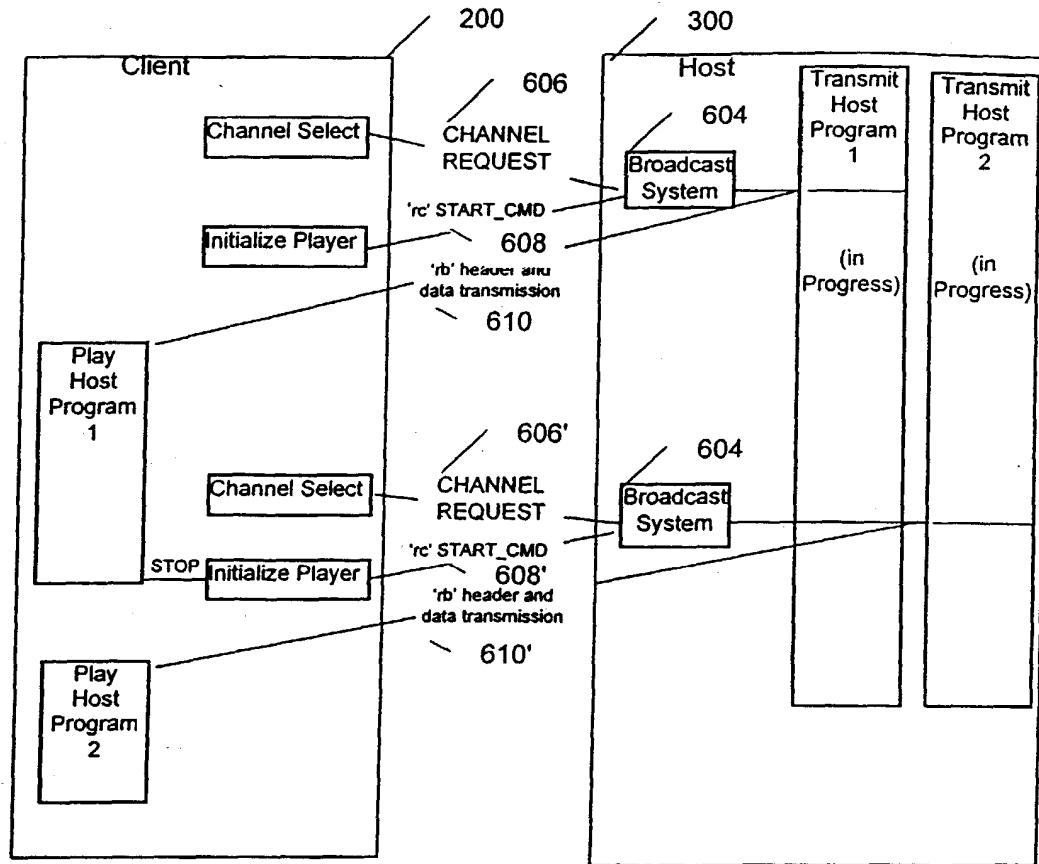 200
300
Client
Host
606
604
Channel Select
CHANNEL
REQUEST
Broadcast
System
Transmit
Host
Program
1
Transmit
Host
Program
2
'rc' START_CMD
Initialize Player
608
'rb' header and
data transmission
610
(in
Progress)
(in
Progress)
Play
Host
Program
1
606'
604
Channel Select
CHANNEL
REQUEST
Broadcast
System
'rc' START_CMD
STOP
Initialize Player
608'
'rb' header and
data transmission
610'
Play
Host
Program
2